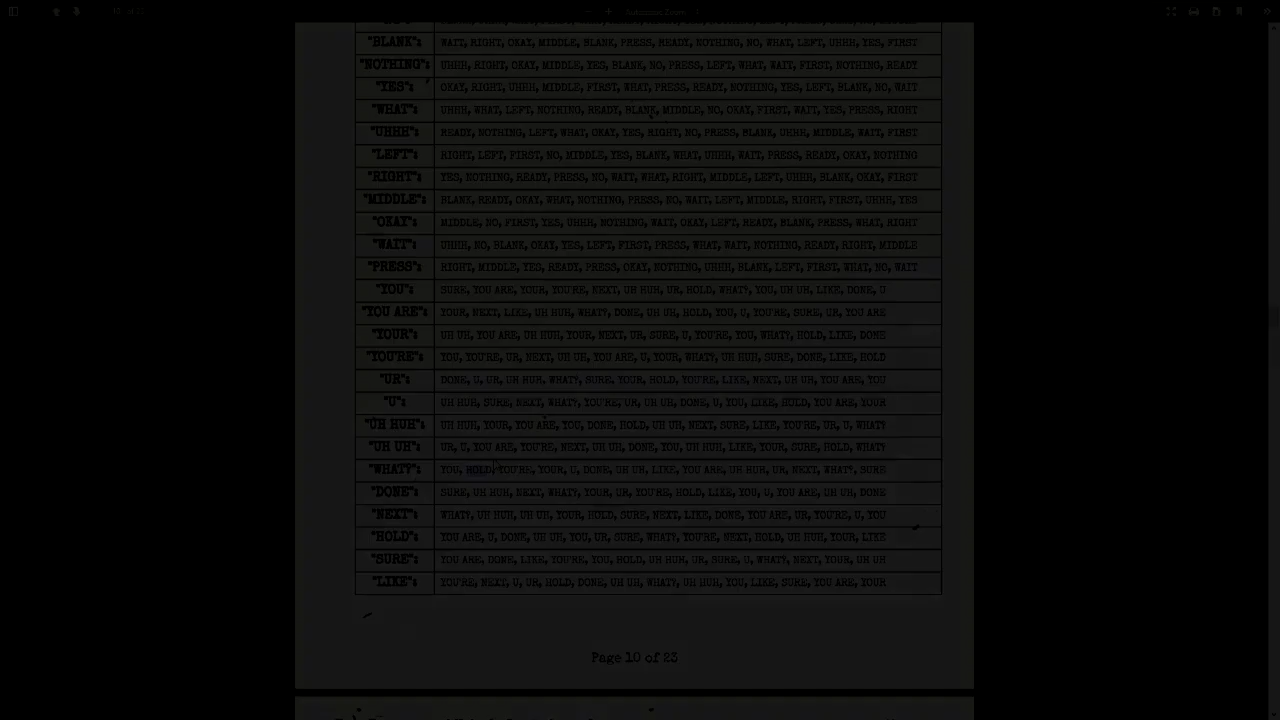 "BLANK": WAIT, RIGHT, OKAY, MIDDLE, BLANK, PRESS, READY, NOTHING, NO, WHAT, LEFT, UHHH, YES, FIRST
"NOTHING": UHHH, RIGHT, OKAY, MIDDLE, YES, BLANK, NO, PRESS, LEFT, WHAT, WAIT, FIRST, NOTHING, READY
"YES": OKAY, RIGHT, UHHH, MIDDLE, FIRST, WHAT, PRESS, READY, NOTHING, YES, LEFT, BLANK, NO, WAIT
"WHAT": UHHH, WHAT, LEFT, NOTHING, READY, BLANK, MIDDLE, NO, OKAY, FIRST, WAIT, YES, PRESS, RIGHT
"UHHH": READY, NOTHING, LEFT, WHAT, OKAY, YES, RIGHT, NO, PRESS, BLANK, UHHH, MIDDLE, WAIT, FIRST
"LEFT": RIGHT, LEFT, FIRST, NO, MIDDLE, YES, BLANK, WHAT, UHHH, WAIT, PRESS, READY, OKAY, NOTHING
"RIGHT": YES, NOTHING, READY, PRESS, NO, WAIT, WHAT, RIGHT, MIDDLE, LEFT, UHHH, BLANK, OKAY, FIRST
"MIDDLE": BLANK, READY, OKAY, WHAT, NOTHING, PRESS, NO, WAIT, LEFT, MIDDLE, RIGHT, FIRST, UHHH, YES
"OKAY": MIDDLE, NO, FIRST, YES, UHHH, NOTHING, WAIT, OKAY, LEFT, READY, BLANK, PRESS, WHAT, RIGHT
"WAIT": UHHH, NO, BLANK, OKAY, YES, LEFT, FIRST, PRESS, WHAT, WAIT, NOTHING, READY, RIGHT, MIDDLE
"PRESS": RIGHT, MIDDLE, YES, READY, PRESS, OKAY, NOTHING, UHHH, BLANK, LEFT, FIRST, WHAT, NO, WAIT
"YOU": SURE, YOU ARE, YOUR, YOU'RE, NEXT, UH HUH, UR, HOLD, WHAT?, YOU, UH UH, LIKE, DONE, U
"YOU ARE": YOUR, NEXT, LIKE, UH HUH, WHAT?, DONE, UH UH, HOLD, YOU, U, YOU'RE, SURE, UR, YOU ARE
"YOUR": UH UH, YOU ARE, UH HUH, YOUR, NEXT, UR, SURE, U, YOU'RE, YOU, WHAT?, HOLD, LIKE, DONE
"YOU'RE": YOU, YOU'RE, UR, NEXT, UH UH, YOU ARE, U, YOUR, WHAT?, UH HUH, SURE, DONE, LIKE, HOLD
"UR": DONE, U, UR, UH HUH, WHAT?, SURE, YOUR, HOLD, YOU'RE, LIKE, NEXT, UH UH, YOU ARE, YOU
"U": UH HUH, SURE, NEXT, WHAT?, YOU'RE, UR, UH UH, DONE, U, YOU, LIKE, HOLD, YOU ARE, YOUR
"UH HUH": UH HUH, YOUR, YOU ARE, YOU, DONE, HOLD, UH UH, NEXT, SURE, LIKE, YOU'RE, UR, U, WHAT?
"UH UH": UR, U, YOU ARE, YOU'RE, NEXT, UH UH, DONE, YOU, UH HUH, LIKE, YOUR, SURE, HOLD, WHAT?
"WHAT?": YOU, HOLD, YOU'RE, YOUR, U, DONE, UH UH, LIKE, YOU ARE, UH HUH, UR, NEXT, WHAT?, SURE
"DONE": SURE, UH HUH, NEXT, WHAT?, YOUR, UR, YOU'RE, HOLD, LIKE, YOU, U, YOU ARE, UH UH, DONE
"NEXT": WHAT?, UH HUH, UH UH, YOUR, HOLD, SURE, NEXT, LIKE, DONE, YOU ARE, UR, YOU'RE, U, YOU
"HOLD": YOU ARE, U, DONE, UH UH, YOU, UR, SURE, WHAT?, YOU'RE, NEXT, HOLD, UH HUH, YOUR, LIKE
"SURE": YOU ARE, DONE, LIKE, YOU'RE, YOU, HOLD, UH HUH, UR, SURE, U, WHAT?, NEXT, YOUR, UH UH
"LIKE": YOU'RE, NEXT, U, UR, HOLD, DONE, UH UH, WHAT?, UH HUH, YOU, LIKE, SURE, YOU ARE, YOUR
Page 10 of 23